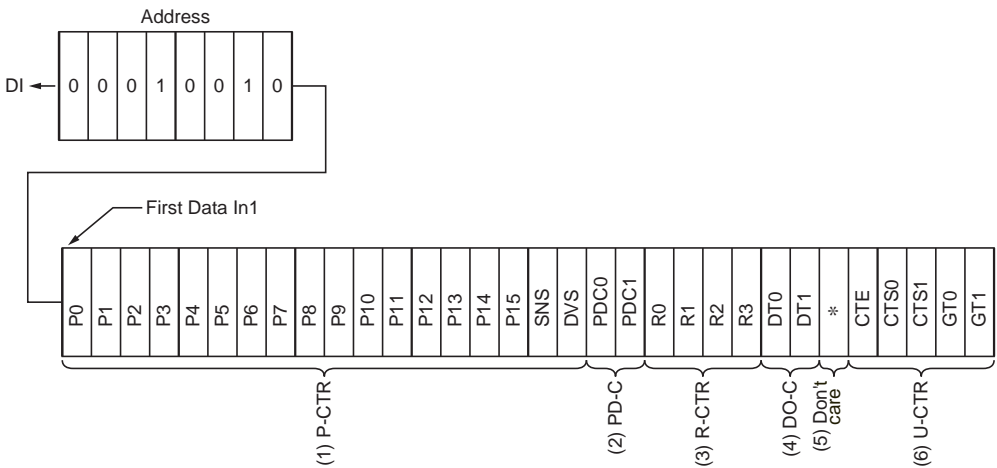 Address
DI
0 0 0 1 0 0 1 0
First Data In1
P0 P1 P2 P3 P4 P5 P6 P7 P8 P9 P10 P11 P12 P13 P14 P15 SNS DVS PDC0 PDC1 R0 R1 R2 R3 DT0 DT1 * CTE CTS0 CTS1 GT0 GT1
(1) P-CTR
(2) PD-C
(3) R-CTR
(4) DO-C
(5) Don't
care
(6) U-CTR